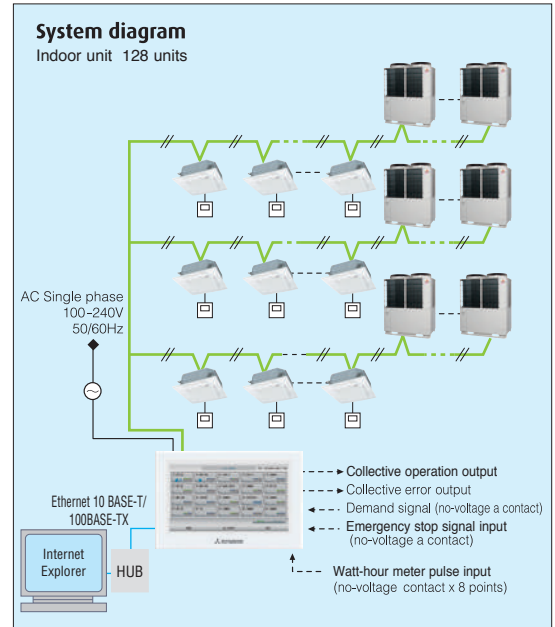 System diagram
Indoor unit 128 units
AC Single phase
100-240V
50/60Hz
Ethernet 10 BASE-T/
100BASE-TX
Internet
Explorer
HUB
Collective operation output
Collective error output
Demand signal (no-voltage a contact)
Emergency stop signal input
(no-voltage a contact)
Watt-hour meter pulse input
(no-voltage contact x 8 points)